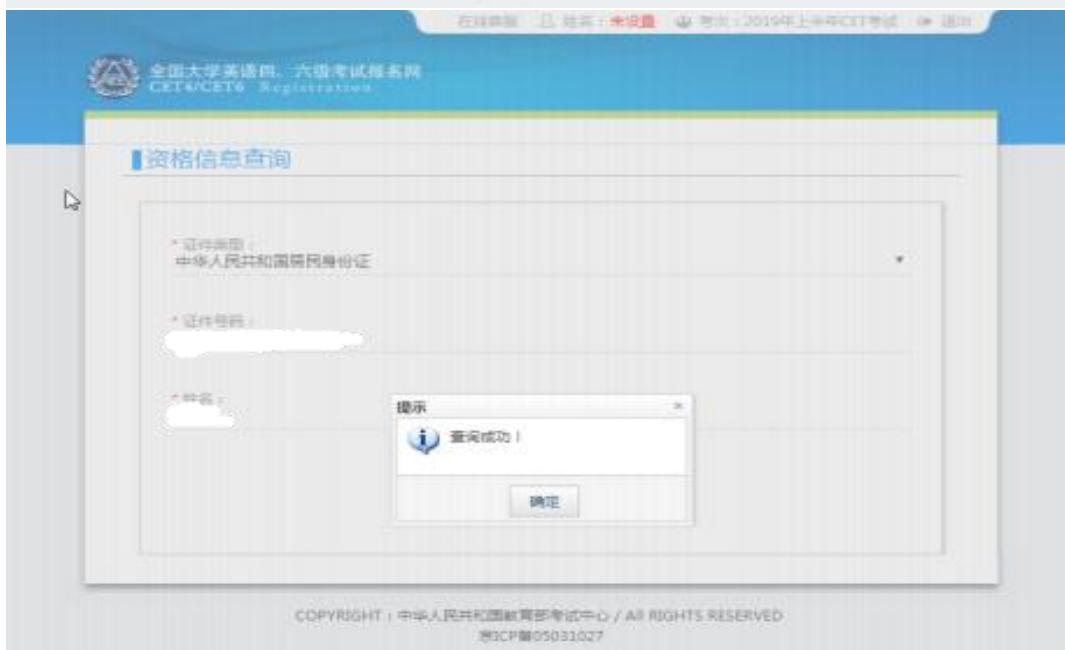 在线客服 姓名：未设置 考次：2019年上半年CET考试 退出
全国大学英语四、六级考试报名网
CET4/CET6 Registration
资格信息查询
* 证件类型：
中华人民共和国居民身份证
* 证件号码：
* 姓名：
提示
查询成功！
确定
COPYRIGHT：中华人民共和国教育部考试中心 / All RIGHTS RESERVED
京ICP备05031027